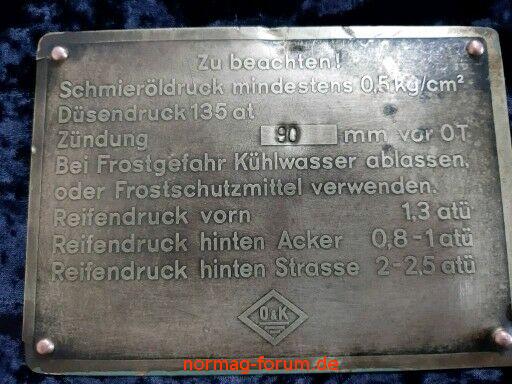 Zu beachten!
Schmieröldruck mindestens 0,5 kg/cm²
Düsendruck 135 at
Zündung 90 mm vor OT
Bei Frostgefahr Kühlwasser ablassen,
oder Frostschutzmittel verwenden.
Reifendruck vorn 1,3 atü
Reifendruck hinten Acker 0,8-1 atü
Reifendruck hinten Strasse 2-2,5 atü
O&K
normag-forum.de